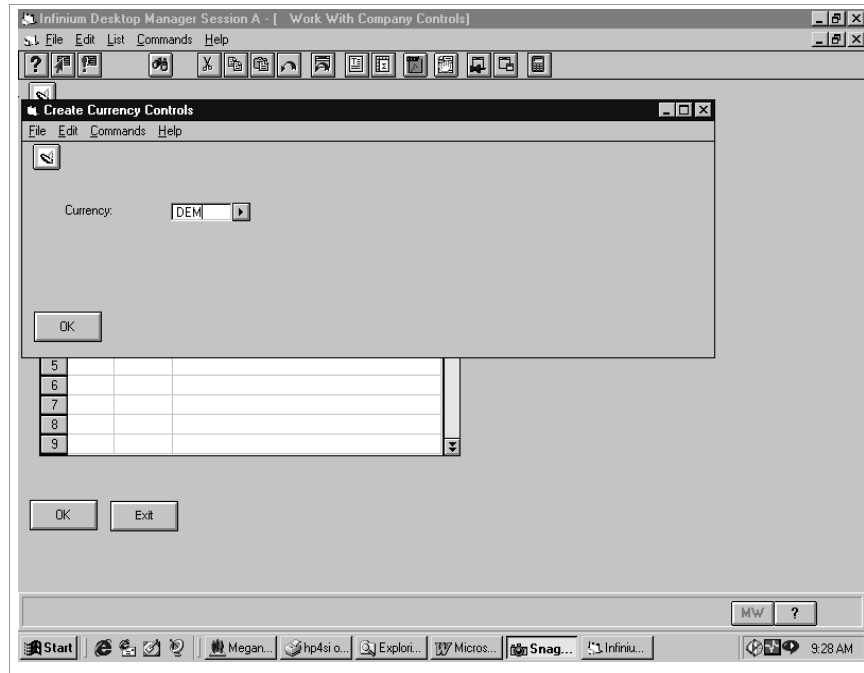 Infinium Desktop Manager Session A - [ Work With Company Controls]
File Edit List Commands Help
Create Currency Controls
File Edit Commands Help
Currency: DEM
OK
5
6
7
8
9
OK Exit
MW ?
Start Megan... hp4si o... Explori... Micros... Snag... Infiniu... 9:28 AM